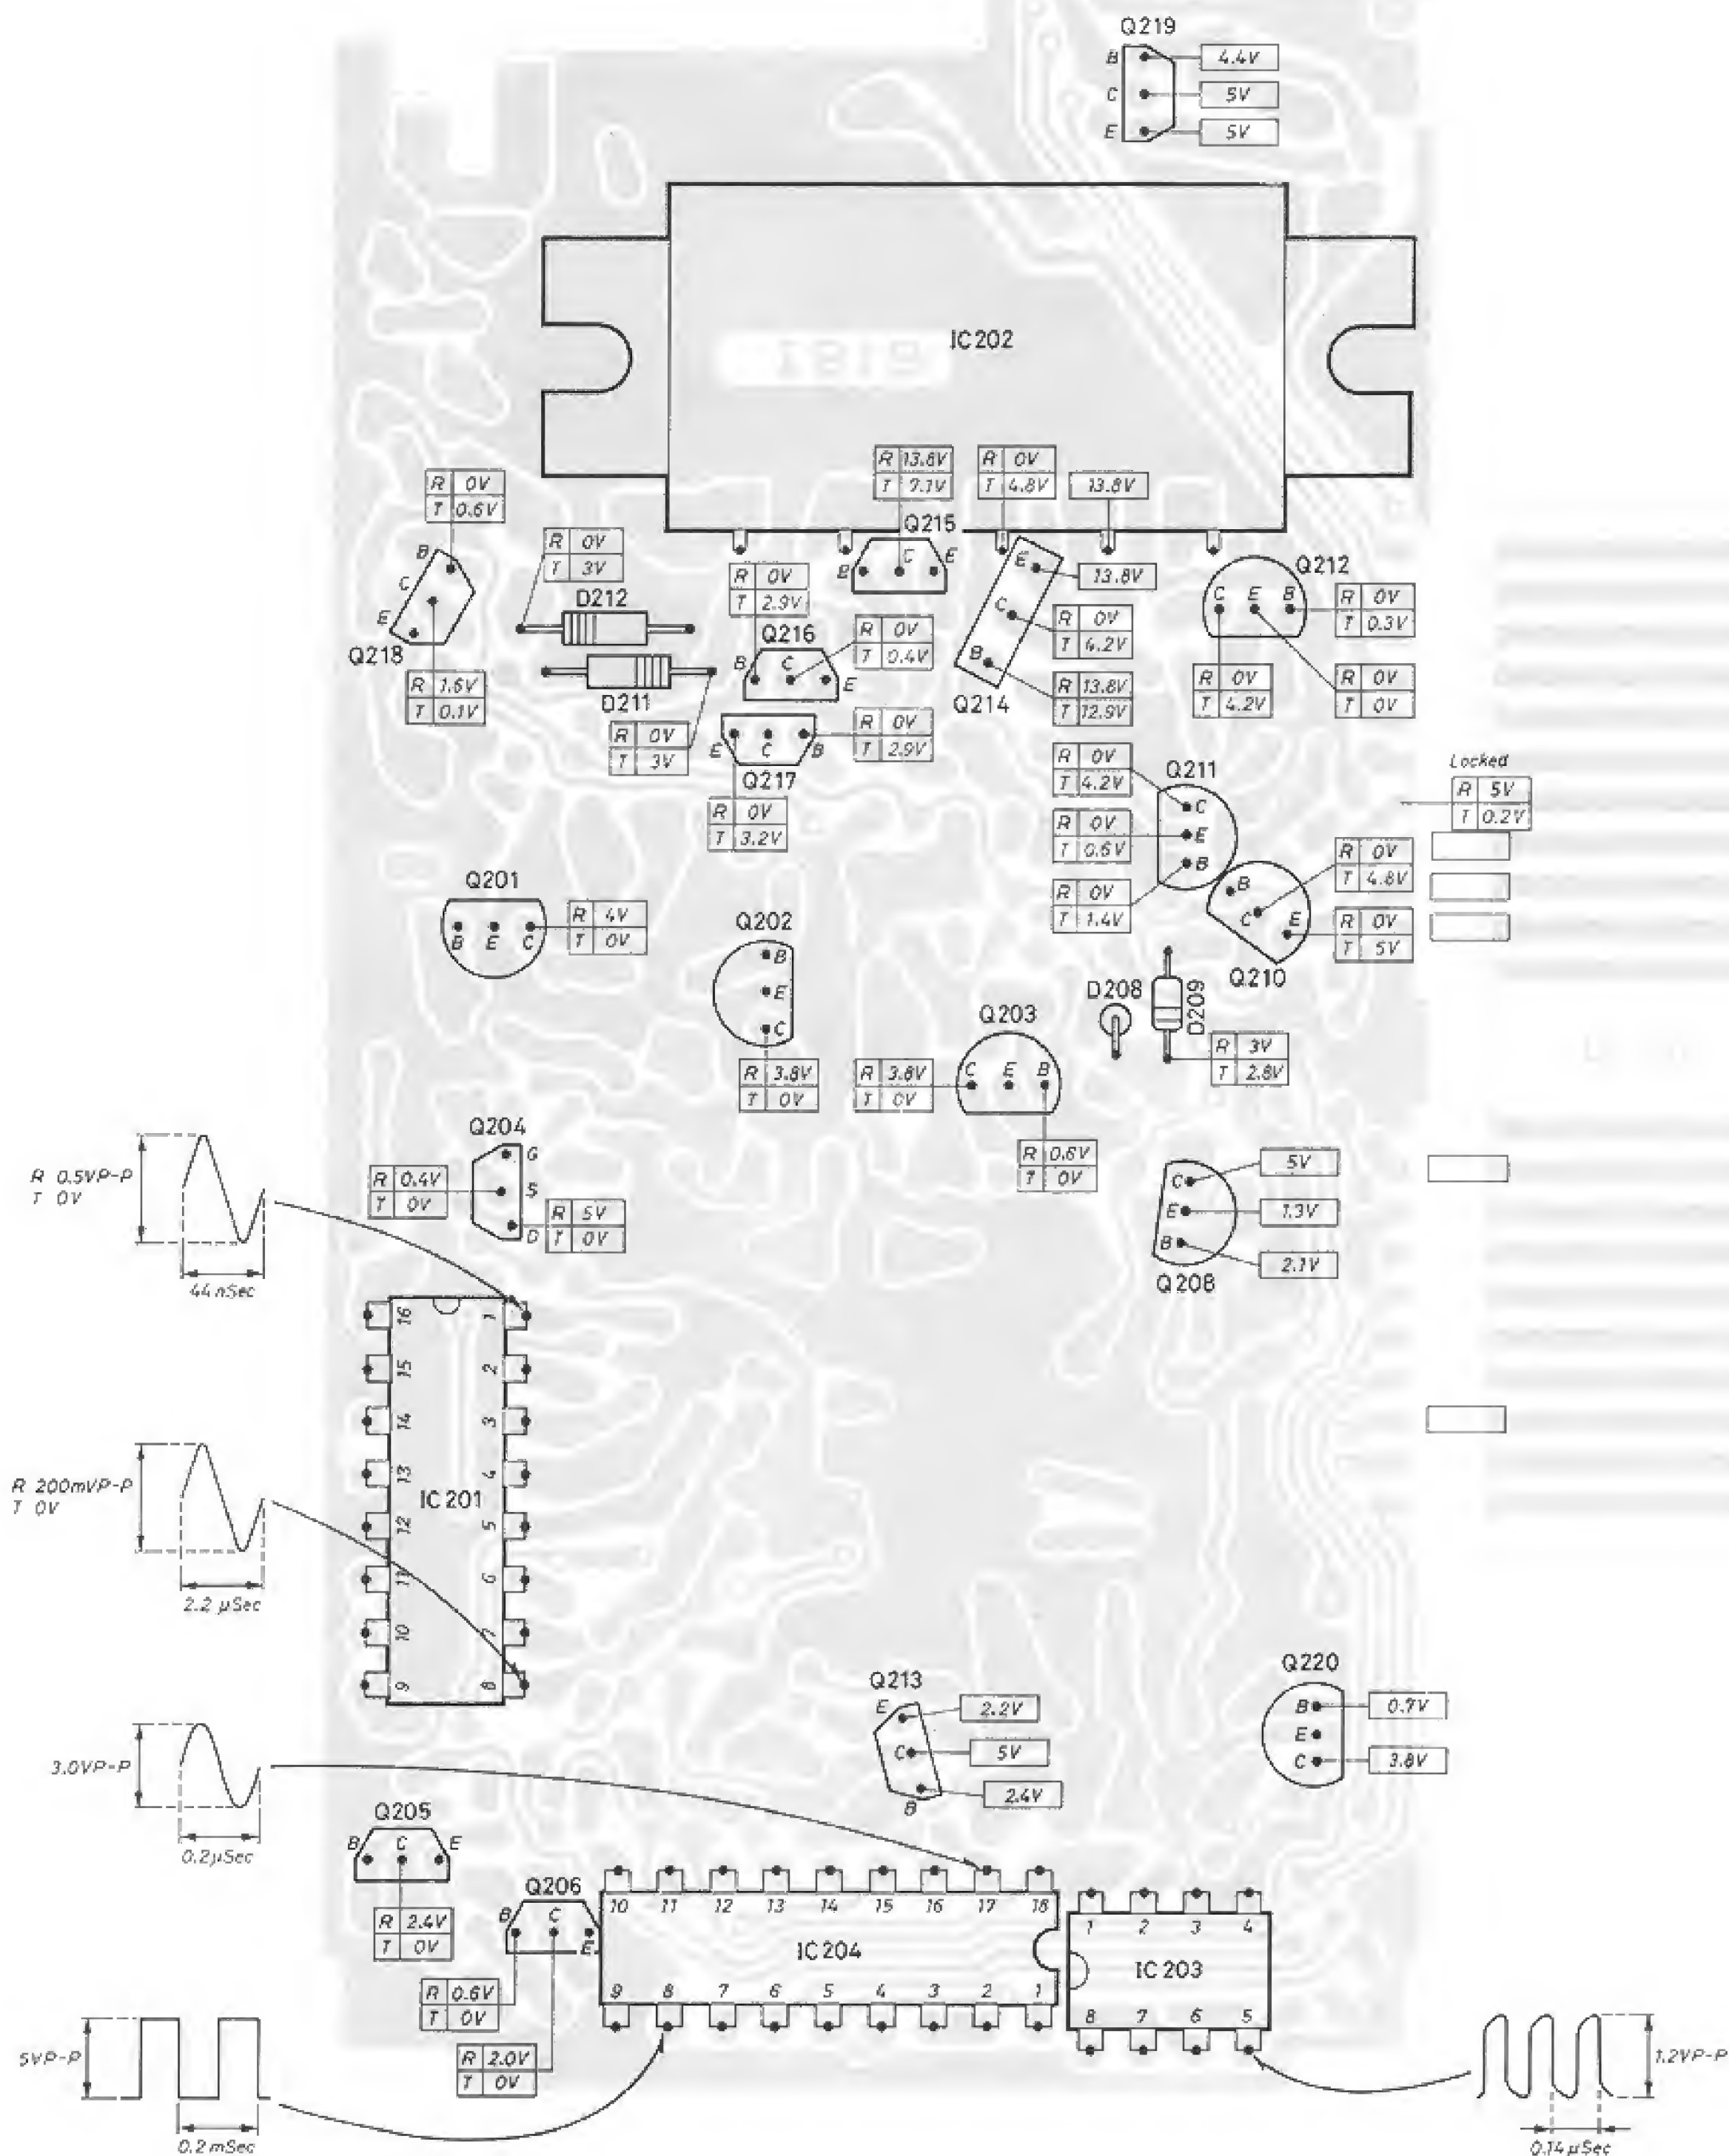 Q219
B 4.4V
C 5V
E 5V
IC202
R 13.8V
T 7.1V
R 0V
T 4.8V
13.8V
R 0V
T 0.6V
Q215
B C E
R 0V
T 3V
B
C
E
Q218
R 1.6V
T 0.1V
D212
D211
R 0V
T 3V
R 0V
T 2.9V
Q216
B C E
R 0V
T 0.4V
E
C
B
Q214
13.8V
R 0V
T 4.2V
R 13.8V
T 12.9V
Q212
C E B
R 0V
T 0.3V
R 0V
T 4.2V
R 0V
T 0V
E C B
Q217
R 0V
T 2.9V
R 0V
T 3.2V
R 0V
T 4.2V
R 0V
T 0.6V
R 0V
T 1.4V
Q211
C
E
B
Locked
R 5V
T 0.2V
R 0V
T 4.8V
R 0V
T 5V
B
C
E
Q210
Q201
B E C
R 4V
T 0V
Q202
B
E
C
R 3.8V
T 0V
Q203
C E B
R 3.8V
T 0V
R 0.6V
T 0V
D208
D209
R 3V
T 2.8V
Q204
G
S
D
R 0.4V
T 0V
R 5V
T 0V
R 0.5VP-P
T 0V
44nSec
C 5V
E 1.3V
B 2.1V
Q208
16 1
15 2
14 3
13 4
IC201
12 5
11 6
10 7
9 8
R 200mVP-P
T 0V
2.2 µSec
Q213
E 2.2V
C 5V
B 2.4V
Q220
B 0.7V
E
C 3.8V
3.0VP-P
0.2µSec
Q205
B C E
R 2.4V
T 0V
Q206
B C E
R 0.6V
T 0V
R 2.0V
T 0V
10 11 12 13 14 15 16 17 18
IC204
9 8 7 6 5 4 3 2 1
1 2 3 4
IC203
8 7 6 5
5VP-P
0.2mSec
1.2VP-P
0.14µSec